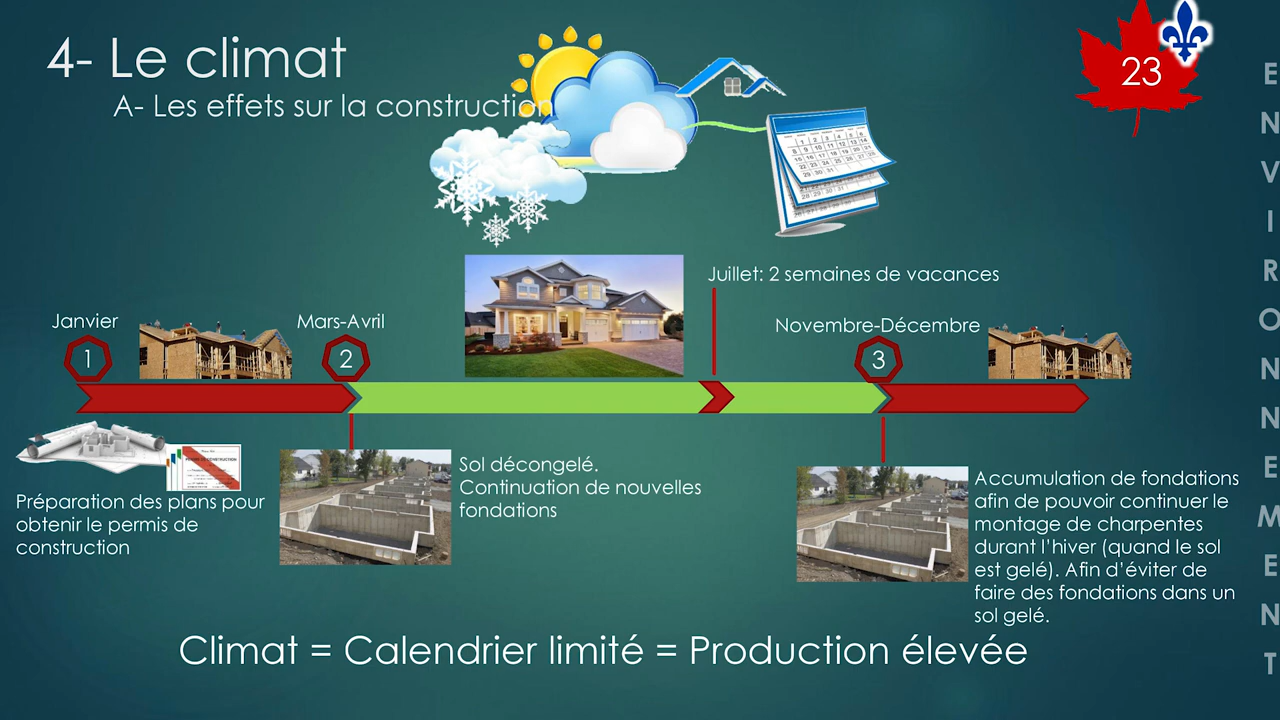 4- Le climat
A- Les effets sur la construction
23
ENVIRONNEMENT
Juillet: 2 semaines de vacances
Janvier
Mars-Avril
Novembre-Décembre
1
2
3
Préparation des plans pour
obtenir le permis de
construction
Sol décongelé.
Continuation de nouvelles
fondations
Accumulation de fondations
afin de pouvoir continuer le
montage de charpentes
durant l'hiver (quand le sol
est gelé). Afin d'éviter de
faire des fondations dans un
sol gelé.
Climat = Calendrier limité = Production élevée